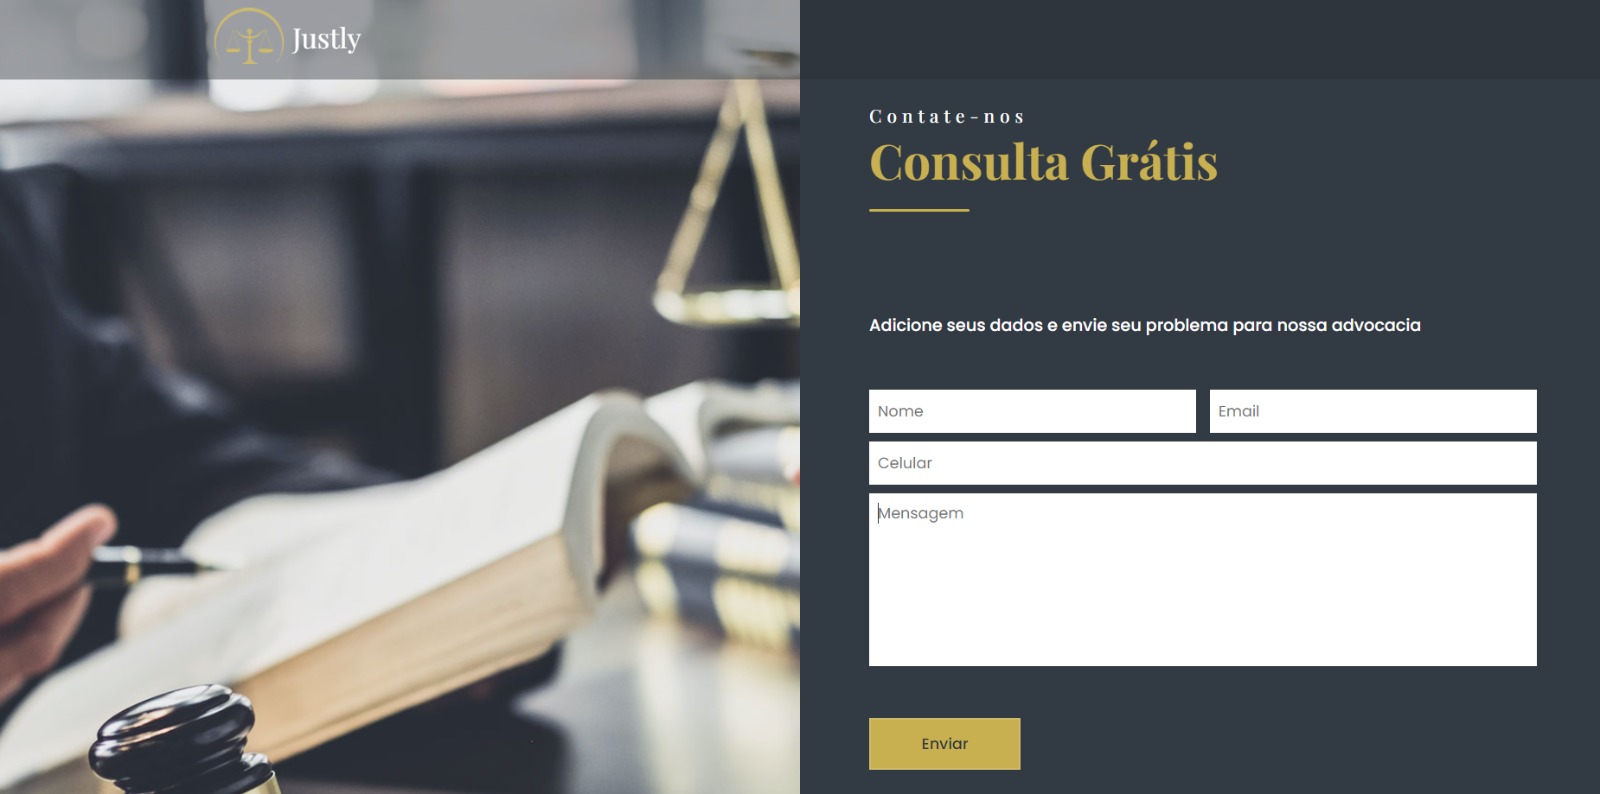 Justly
Contate-nos
Consulta Grátis
Adicione seus dados e envie seu problema para nossa advocacia
Nome
Email
Celular
Mensagem
Enviar